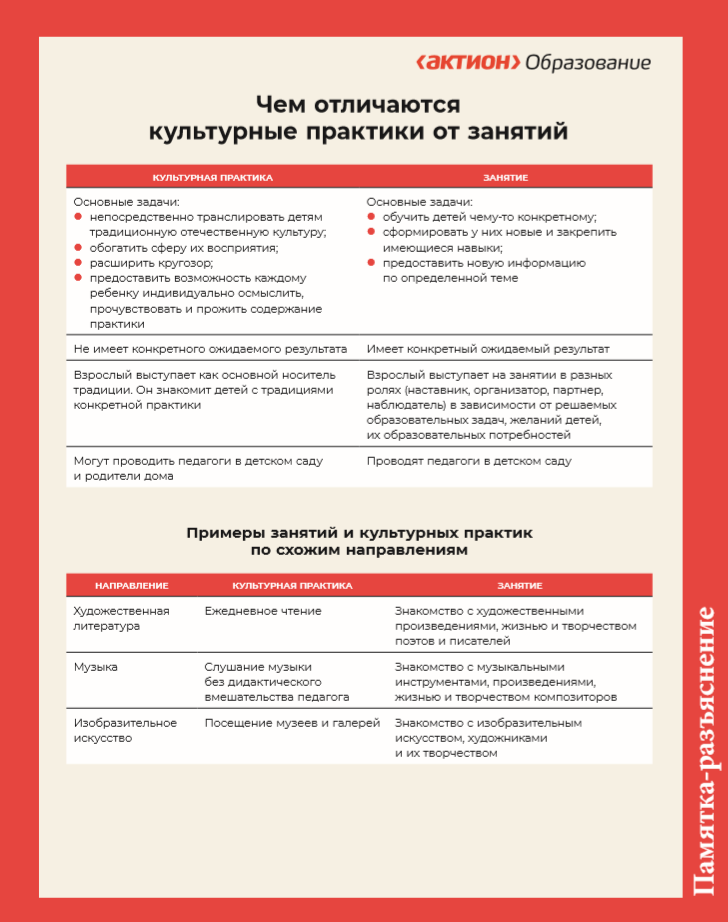 ‹актион› Образование
Чем отличаются
культурные практики от занятий
КУЛЬТУРНАЯ ПРАКТИКА
ЗАНЯТИЕ
Основные задачи:
непосредственно транслировать детям
традиционную отечественную культуру;
обогатить сферу их восприятия;
расширить кругозор;
предоставить возможность каждому
ребенку индивидуально осмыслить,
прочувствовать и прожить содержание
практики
Основные задачи:
обучить детей чему-то конкретному;
сформировать у них новые и закрепить
имеющиеся навыки;
предоставить новую информацию
по определенной теме
Не имеет конкретного ожидаемого результата
Имеет конкретный ожидаемый результат
Взрослый выступает как основной носитель
традиции. Он знакомит детей с традициями
конкретной практики
Взрослый выступает на занятии в разных
ролях (наставник, организатор, партнер,
наблюдатель) в зависимости от решаемых
образовательных задач, желаний детей,
их образовательных потребностей
Могут проводить педагоги в детском саду
и родители дома
Проводят педагоги в детском саду
Примеры занятий и культурных практик
по схожим направлениям
НАПРАВЛЕНИЕ
КУЛЬТУРНАЯ ПРАКТИКА
ЗАНЯТИЕ
Художественная
литература
Ежедневное чтение
Знакомство с художественными
произведениями, жизнью и творчеством
поэтов и писателей
Музыка
Слушание музыки
без дидактического
вмешательства педагога
Знакомство с музыкальными
инструментами, произведениями,
жизнью и творчеством композиторов
Изобразительное
искусство
Посещение музеев и галерей
Знакомство с изобразительным
искусством, художниками
и их творчеством
Памятка-разъяснение